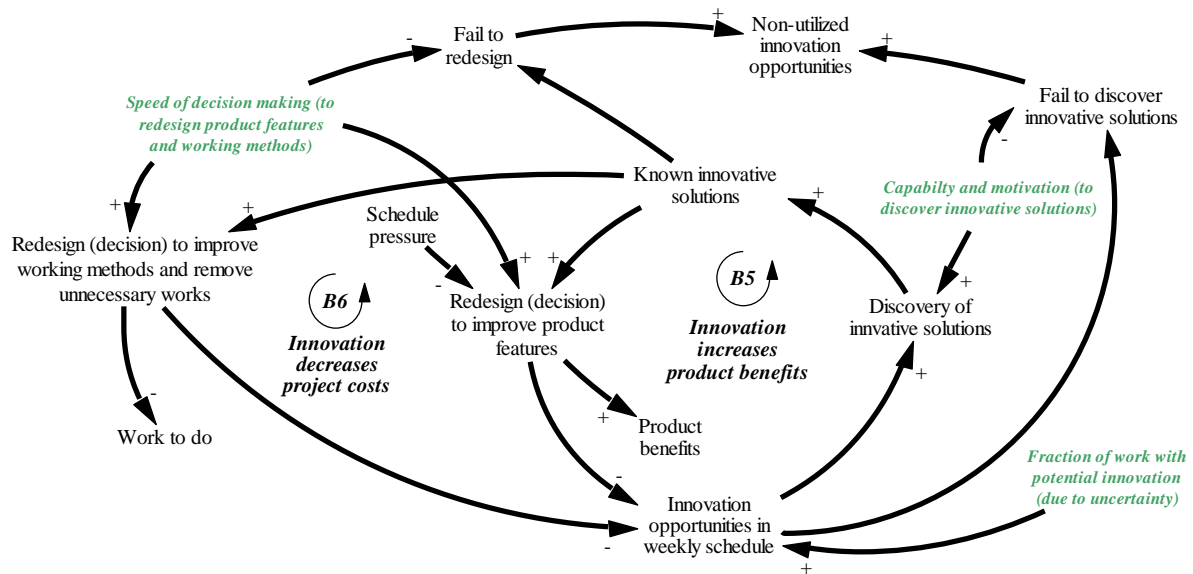 Fail to
redesign
Non-utilized
innovation
opportunities
Speed of decision making (to
redesign product features
and working methods)
Fail to discover
innovative solutions
Known innovative
solutions
Capabilty and motivation (to
discover innovative solutions)
Schedule
pressure
Redesign (decision) to improve
working methods and remove
unnecessary works
B6
Innovation
decreases
project costs
Redesign (decision)
to improve product
features
B5
Innovation
increases
product benefits
Discovery of
innvative solutions
Work to do
Product
benefits
Fraction of work with
potential innovation
(due to uncertainty)
Innovation
opportunities in
weekly schedule
-
+
+
+
-
+
+
+
+
+
-
+
+
-
+
-
-
+